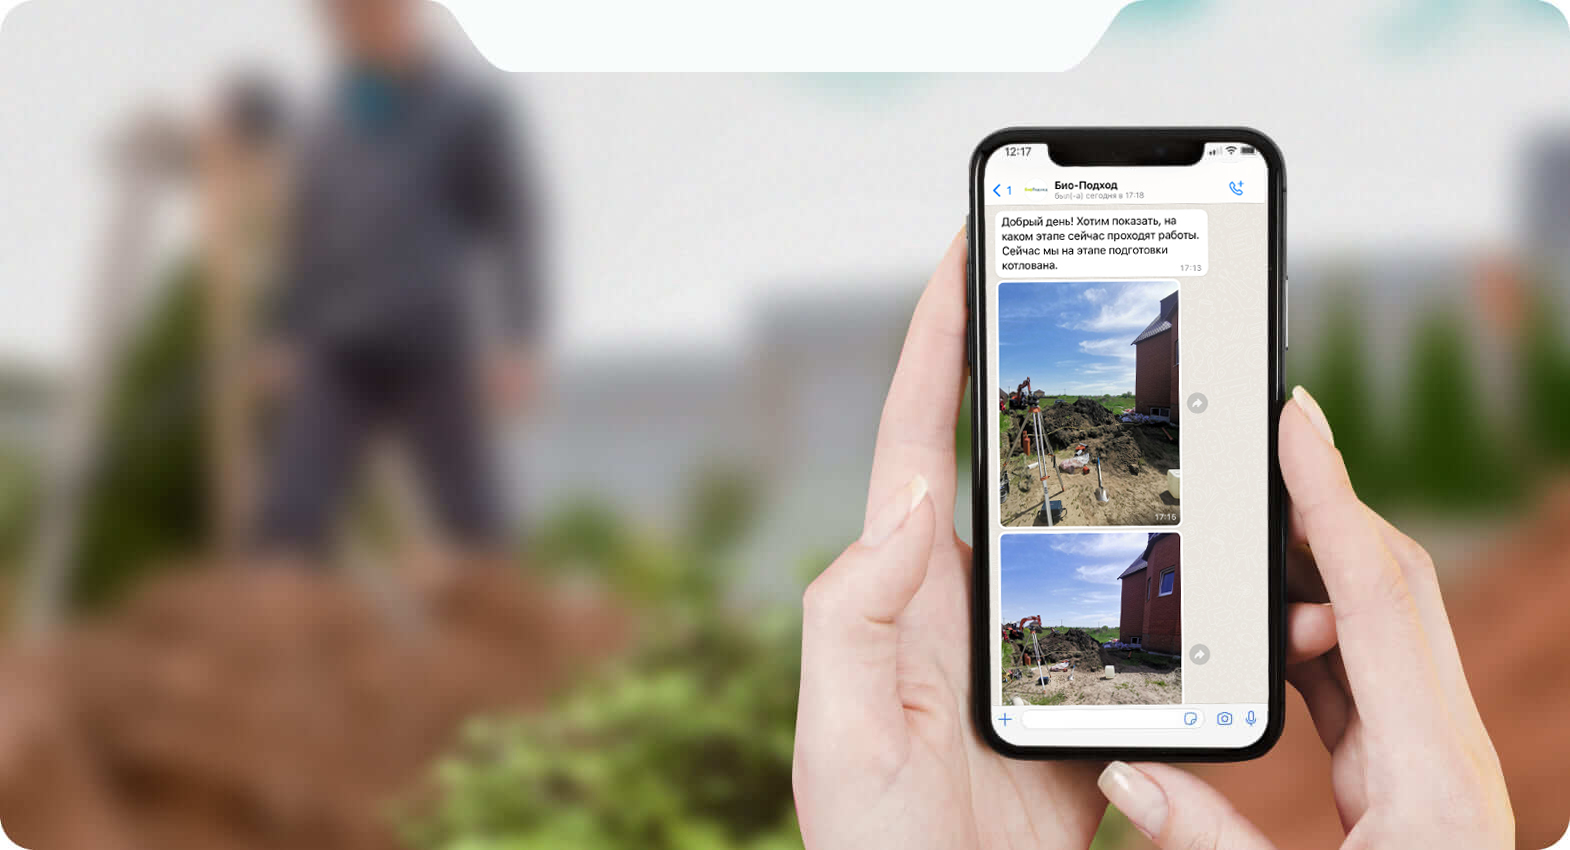 12:17
1
Био-Подход
был(-а) сегодня в 17:18
Добрый день! Хотим показать, на
каком этапе сейчас проходят работы.
Сейчас мы на этапе подготовки
котлована.
17:13
17:15